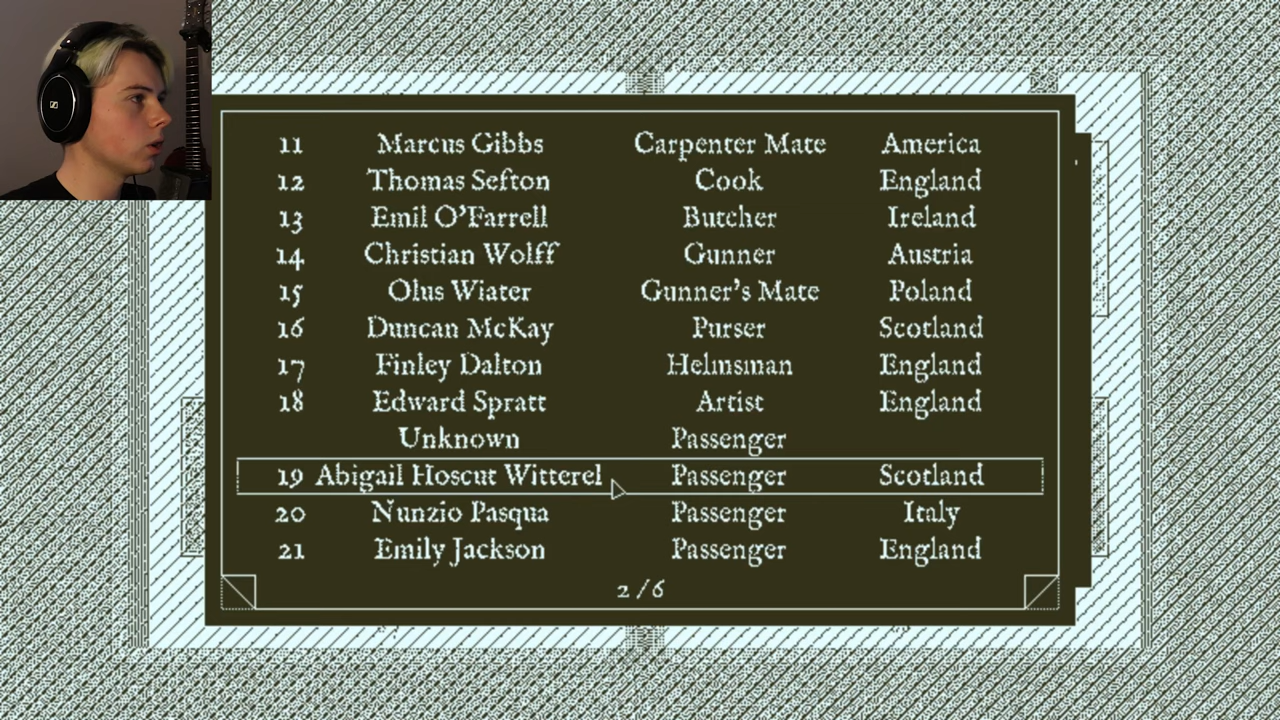 11 Marcus Gibbs Carpenter Mate America
12 Thomas Sefton Cook England
13 Emil O'Farrell Butcher Ireland
14 Christian Wolff Gunner Austria
15 Olus Wiater Gunner's Mate Poland
16 Duncan McKay Purser Scotland
17 Finley Dalton Helmsman England
18 Edward Spratt Artist England
Unknown Passenger
19 Abigail Hoscut Witterel Passenger Scotland
20 Nunzio Pasqua Passenger Italy
21 Emily Jackson Passenger England
2/6